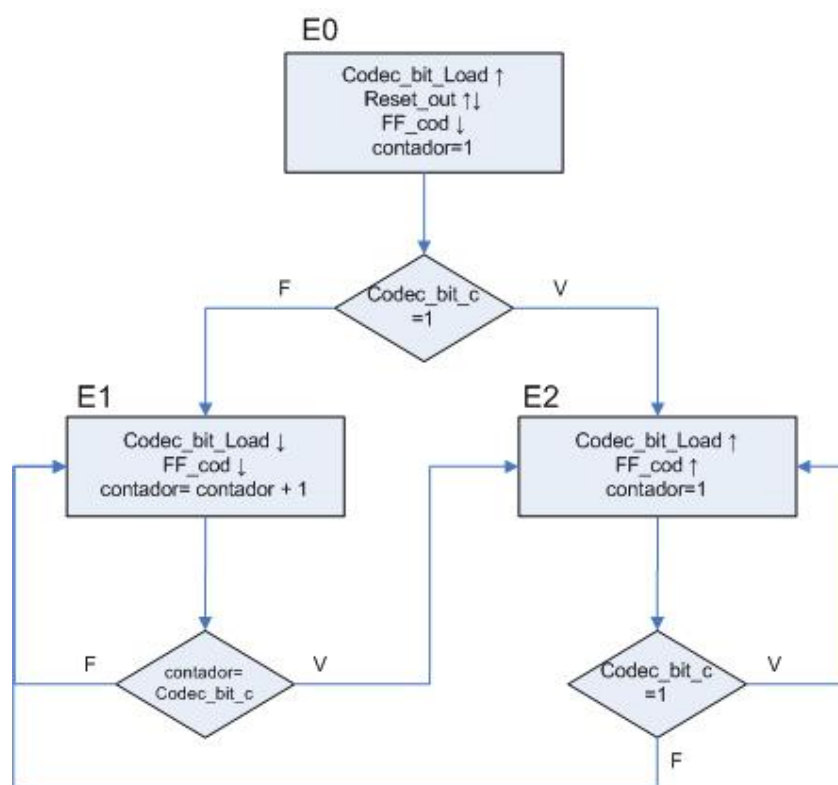 E0
Codec_bit_Load ↑
Reset_out ↑↓
FF_cod ↓
contador=1
F
V
Codec_bit_c
=1
E1
E2
Codec_bit_Load ↓
FF_cod ↓
contador= contador + 1
Codec_bit_Load ↑
FF_cod ↑
contador=1
F
contador=
Codec_bit_c
V
Codec_bit_c
=1
V
F